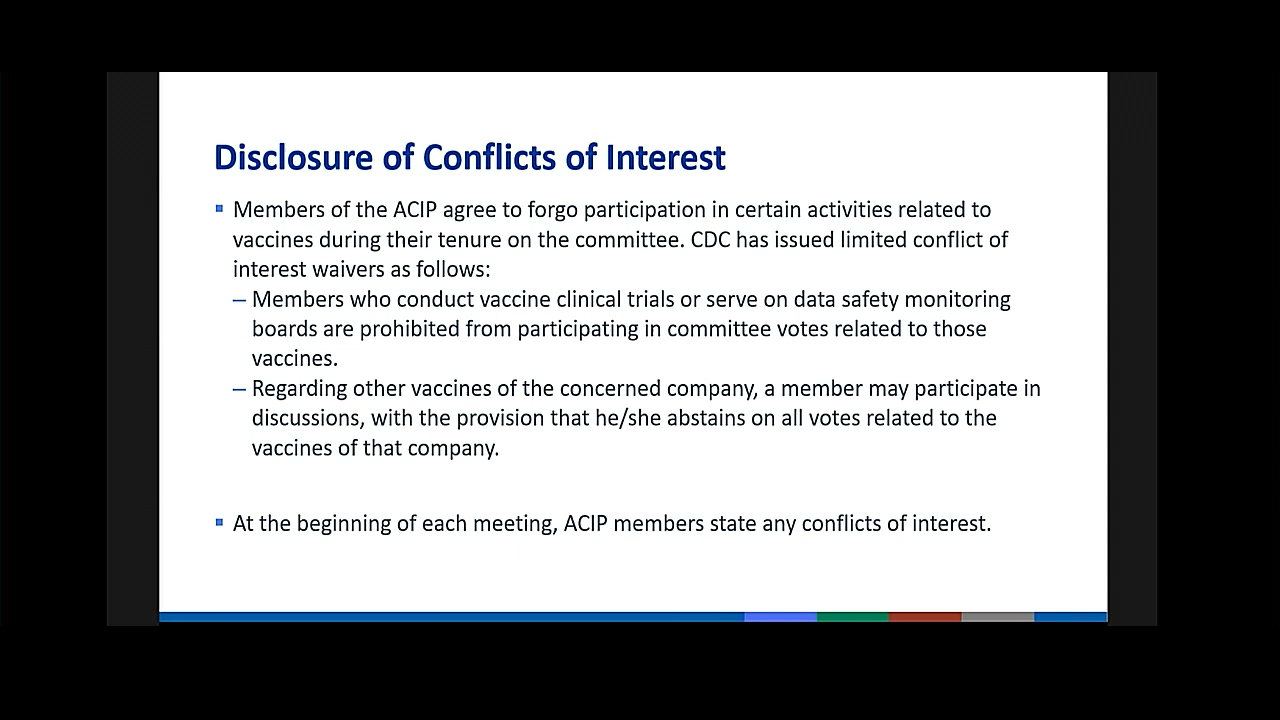 Disclosure of Conflicts of Interest
Members of the ACIP agree to forgo participation in certain activities related to
vaccines during their tenure on the committee. CDC has issued limited conflict of
interest waivers as follows:
– Members who conduct vaccine clinical trials or serve on data safety monitoring
boards are prohibited from participating in committee votes related to those
vaccines.
– Regarding other vaccines of the concerned company, a member may participate in
discussions, with the provision that he/she abstains on all votes related to the
vaccines of that company.
At the beginning of each meeting, ACIP members state any conflicts of interest.